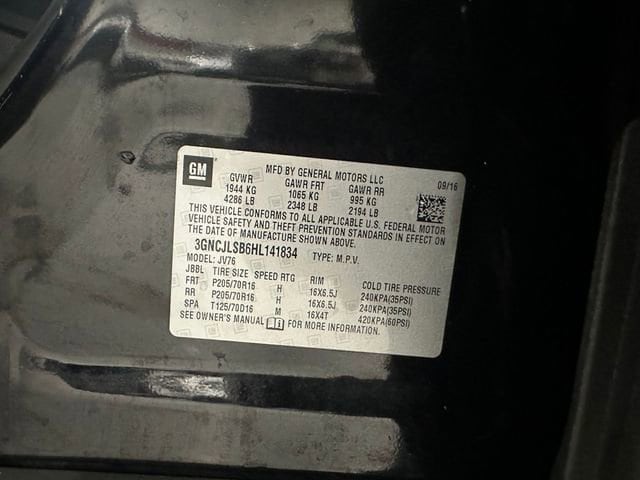 GM
MFD BY GENERAL MOTORS LLC
09/16
GVWR GAWR FRT GAWR RR
1944 KG 1065 KG 995 KG
4286 LB 2348 LB 2194 LB
THIS VEHICLE CONFORMS TO ALL APPLICABLE U.S. FEDERAL MOTOR
VEHICLE SAFETY AND THEFT PREVENTION STANDARDS IN EFFECT ON
THE DATE OF MANUFACTURE SHOWN ABOVE.
3GNCJLSB6HL141834 TYPE: M.P.V.
MODEL: JV76
JBBL TIRE SIZE SPEED RTG RIM COLD TIRE PRESSURE
FRT P205/70R16 H 16X6.5J 240KPA(35PSI)
RR P205/70R16 H 16X6.5J 240KPA(35PSI)
SPA T125/70D16 M 16X4T 420KPA(60PSI)
SEE OWNER'S MANUAL FOR MORE INFORMATION.